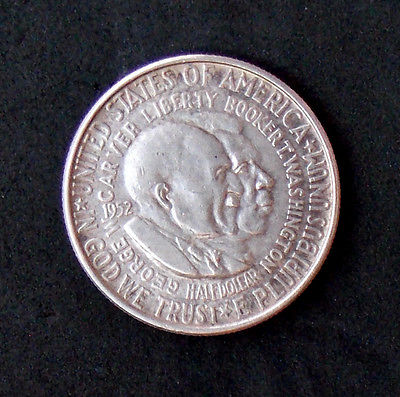 UNITED STATES OF AMERICA
★ E PLURIBUS UNUM ★
IN GOD WE TRUST ★
GEORGE W. CARVER LIBERTY BOOKER T. WASHINGTON
HALF DOLLAR
1952